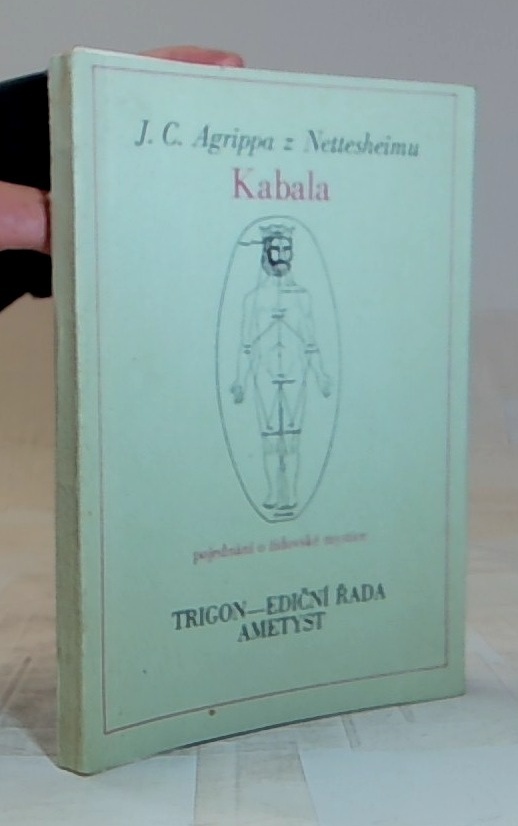 J. C. Agrippa z Nettesheimu
Kabala
pojednání o židovské mystice
TRIGON—EDIČNÍ ŘADA
AMETYST